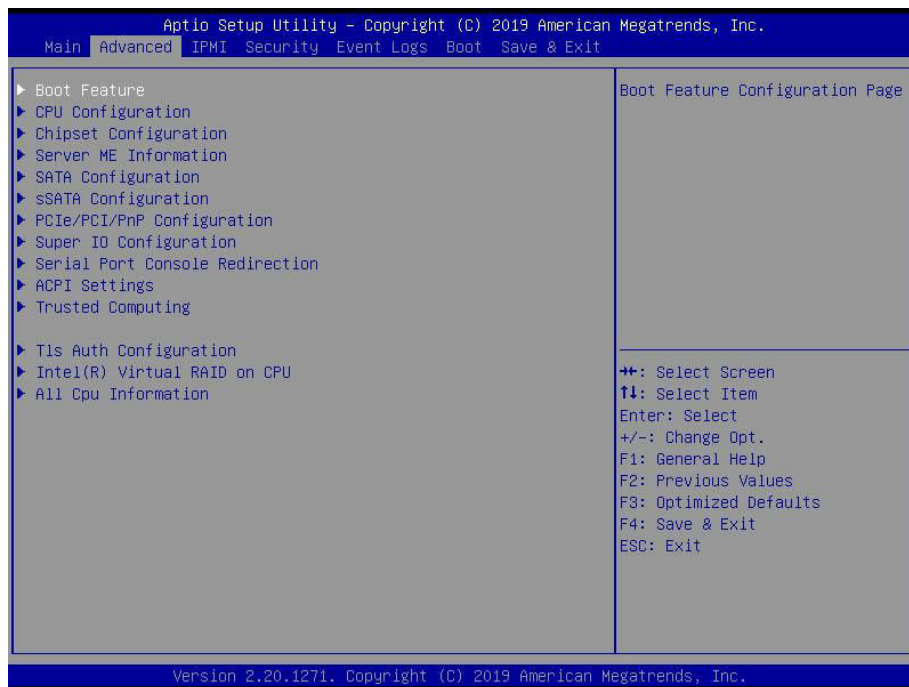 Aptio Setup Utility – Copyright (C) 2019 American Megatrends, Inc.
Main Advanced IPMI Security Event Logs Boot Save & Exit
▶ Boot Feature
▶ CPU Configuration
▶ Chipset Configuration
▶ Server ME Information
▶ SATA Configuration
▶ sSATA Configuration
▶ PCIe/PCI/PnP Configuration
▶ Super IO Configuration
▶ Serial Port Console Redirection
▶ ACPI Settings
▶ Trusted Computing
▶ Tls Auth Configuration
▶ Intel(R) Virtual RAID on CPU
▶ All Cpu Information
Boot Feature Configuration Page
→←: Select Screen
↑↓: Select Item
Enter: Select
+/-: Change Opt.
F1: General Help
F2: Previous Values
F3: Optimized Defaults
F4: Save & Exit
ESC: Exit
Version 2.20.1271. Copyright (C) 2019 American Megatrends, Inc.